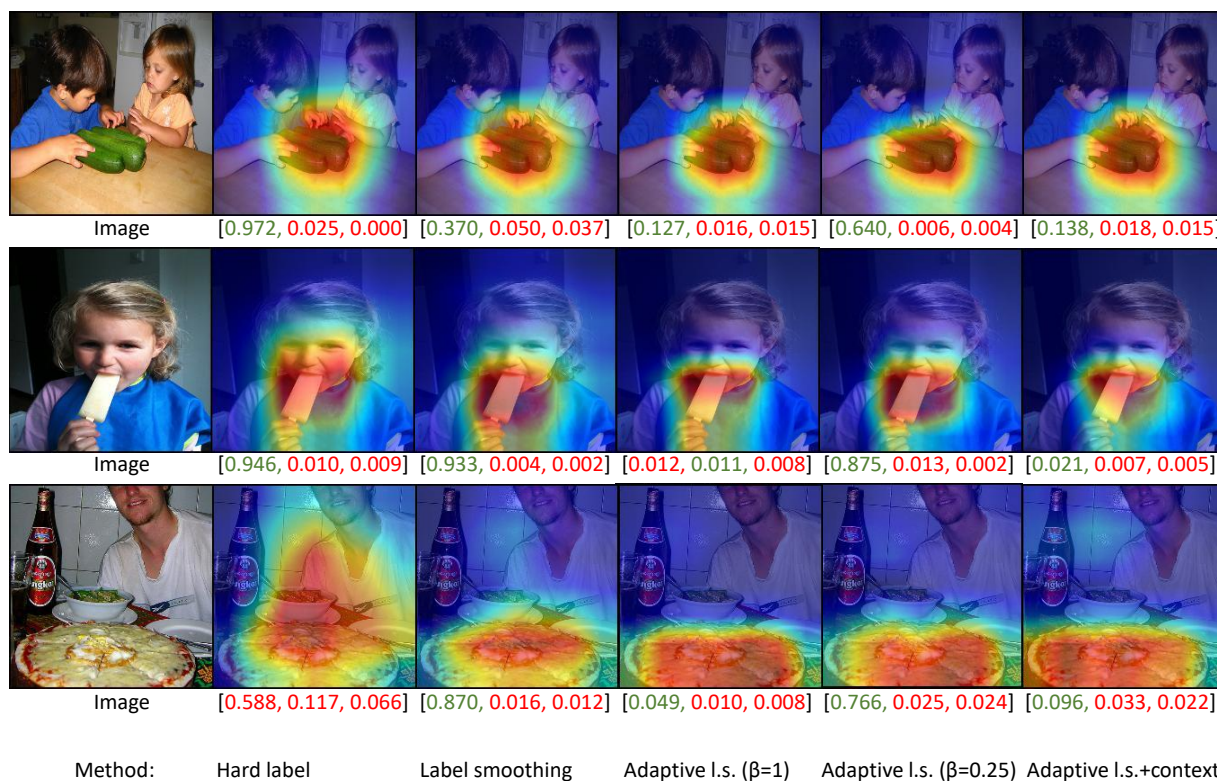 Image [0.972, 0.025, 0.000] [0.370, 0.050, 0.037] [0.127, 0.016, 0.015] [0.640, 0.006, 0.004] [0.138, 0.018, 0.015]
Image [0.946, 0.010, 0.009] [0.933, 0.004, 0.002] [0.012, 0.011, 0.008] [0.875, 0.013, 0.002] [0.021, 0.007, 0.005]
Image [0.588, 0.117, 0.066] [0.870, 0.016, 0.012] [0.049, 0.010, 0.008] [0.766, 0.025, 0.024] [0.096, 0.033, 0.022]
Method: Hard label Label smoothing Adaptive l.s. (β=1) Adaptive l.s. (β=0.25) Adaptive l.s.+context